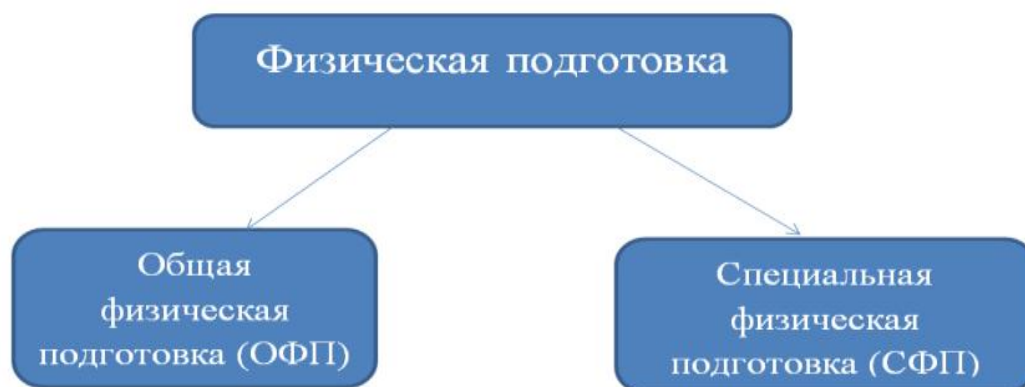 Физическая подготовка
Общая
физическая
подготовка (ОФП)
Специальная
физическая
подготовка (СФП)